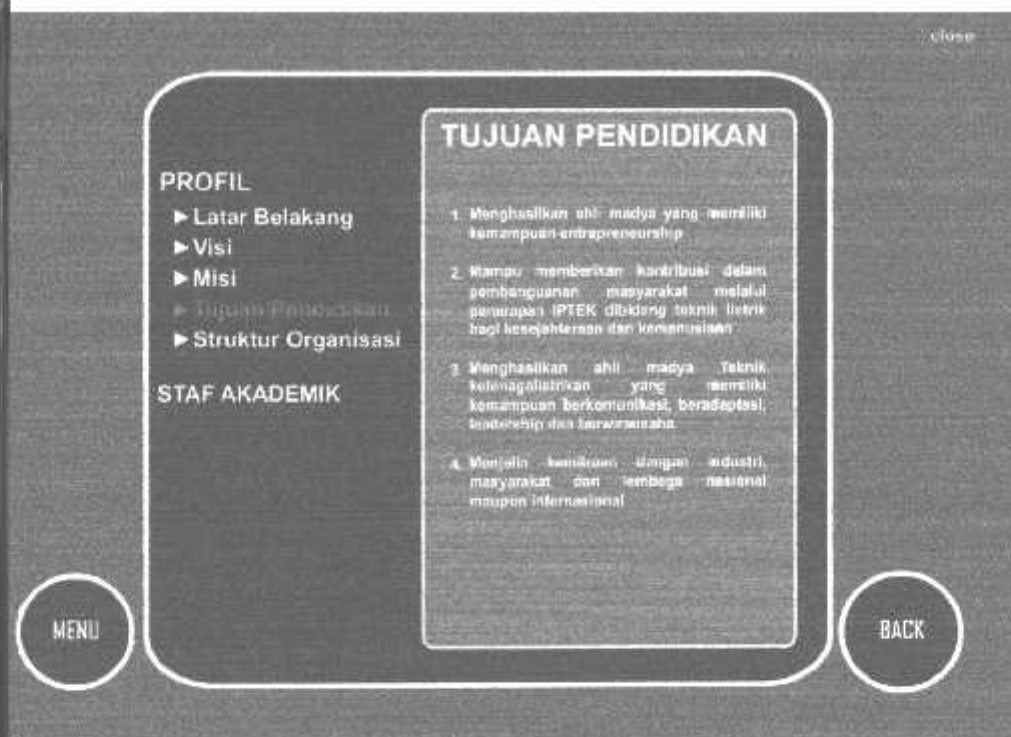 close
PROFIL
►Latar Belakang
►Visi
►Misi
►Tujuan Pendidikan
►Struktur Organisasi
STAF AKADEMIK
TUJUAN PENDIDIKAN
1. Menghasilkan ahli madya yang memiliki
kemampuan entrepreneurship
2. Mampu memberikan kontribusi dalam
pembangunan masyarakat melalui
penerapan IPTEK dibidang teknik listrik
bagi kesejahteraan dan kemanusiaan
3. Menghasilkan ahli madya Teknik
ketenagalistrikan yang memiliki
kemampuan berkomunikasi, beradaptasi,
leadership dan berwirausaha
4. Menjalin kemitraan dengan industri,
masyarakat dan lembaga nasional
maupun internasional
MENU
BACK